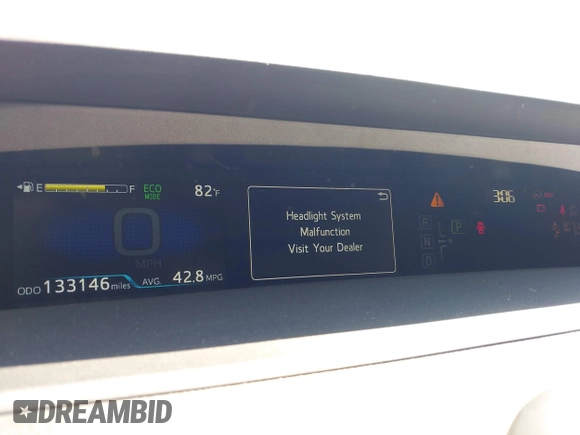 E F ECO MODE 82°F
0
MPH
ODO 133146 miles AVG. 42.8 MPG
Headlight System
Malfunction
Visit Your Dealer
3:06
R
N P
D
DREAMBID